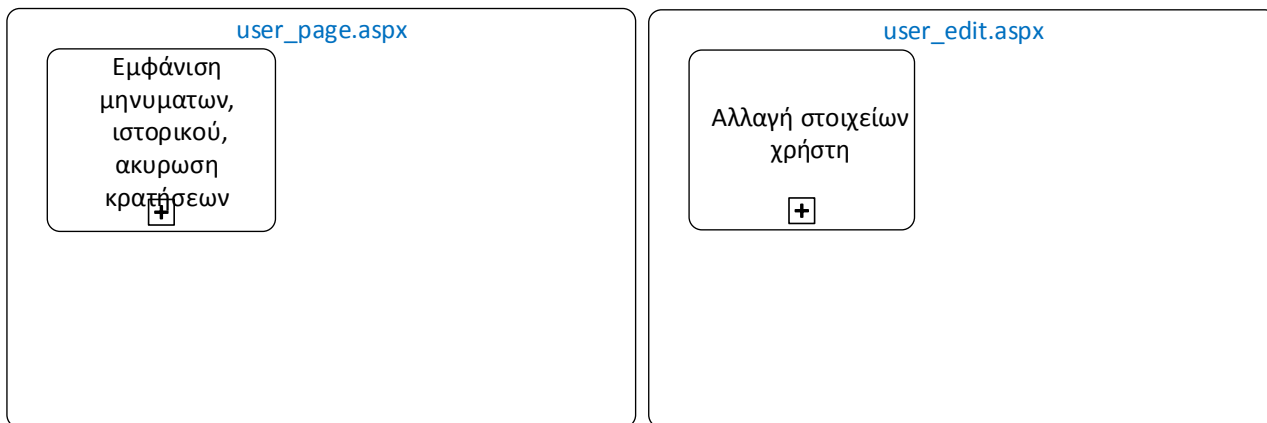 user_page.aspx
Εμφάνιση
μηνυματων,
ιστορικού,
ακυρωση
κρατήσεων
user_edit.aspx
Αλλαγή στοιχείων
χρήστη